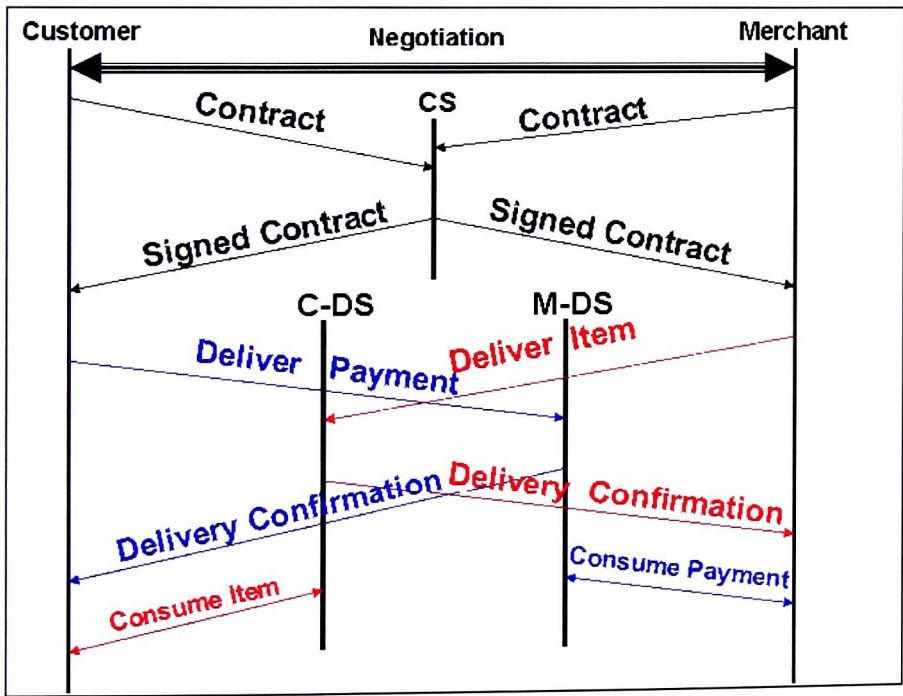 Customer
Negotiation
Merchant
Contract
CS
Contract
Signed Contract
Signed Contract
C-DS
M-DS
Deliver Payment
Deliver Item
Delivery Confirmation
Delivery Confirmation
Consume Payment
Consume Item